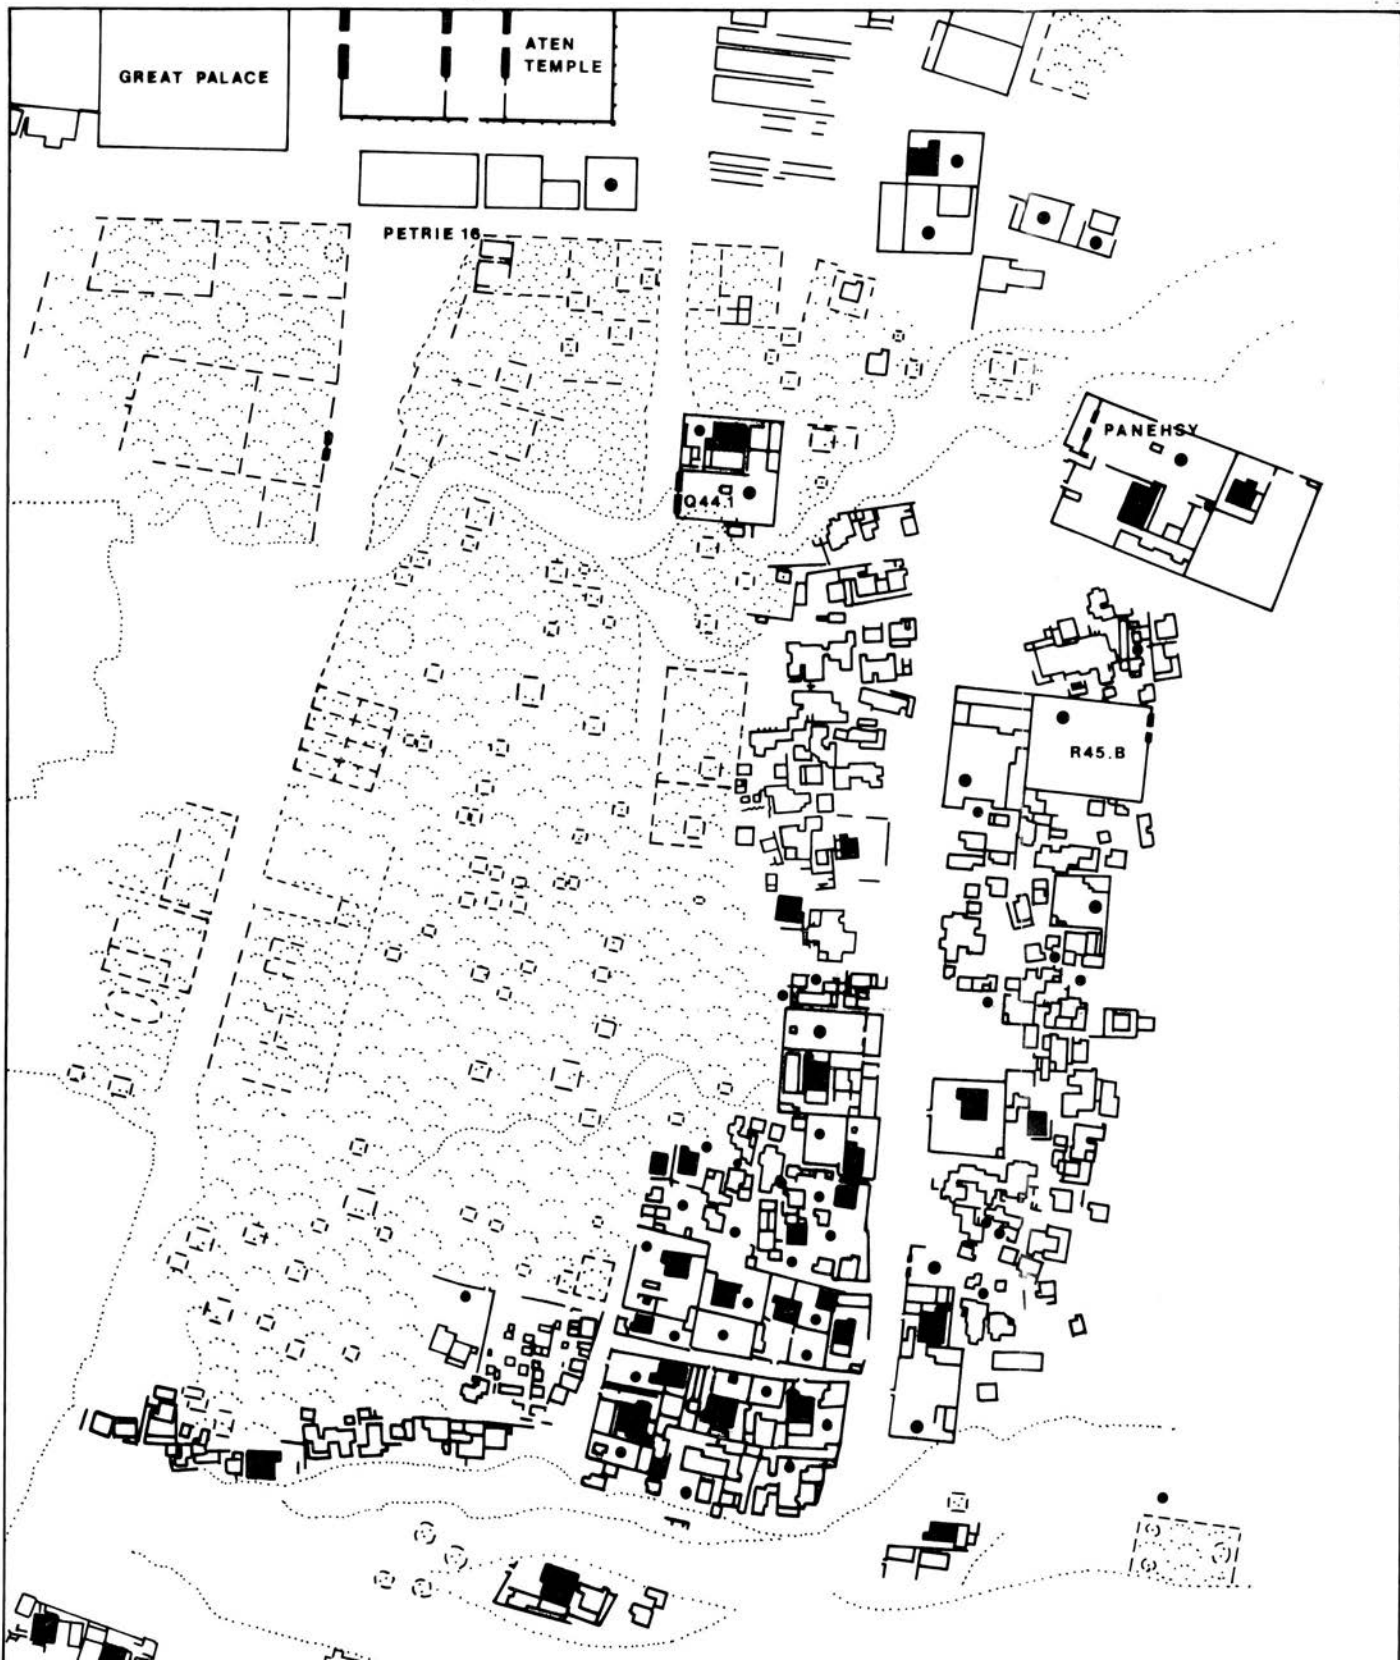 GREAT PALACE
ATEN
TEMPLE
PETRIE 16
PANEHSY
Q44.1
R45.B